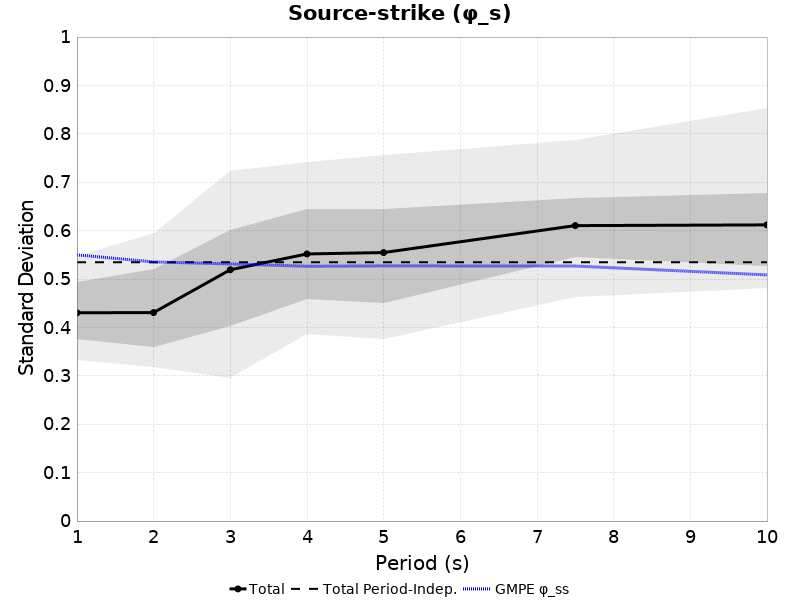 Source-strike (φ_s)
1
0.9
0.8
0.7
0.6
0.5
0.4
0.3
0.2
0.1
0
Standard Deviation
1 2 3 4 5 6 7 8 9 10
Period (s)
Total Total Period-Indep. GMPE φ_ss